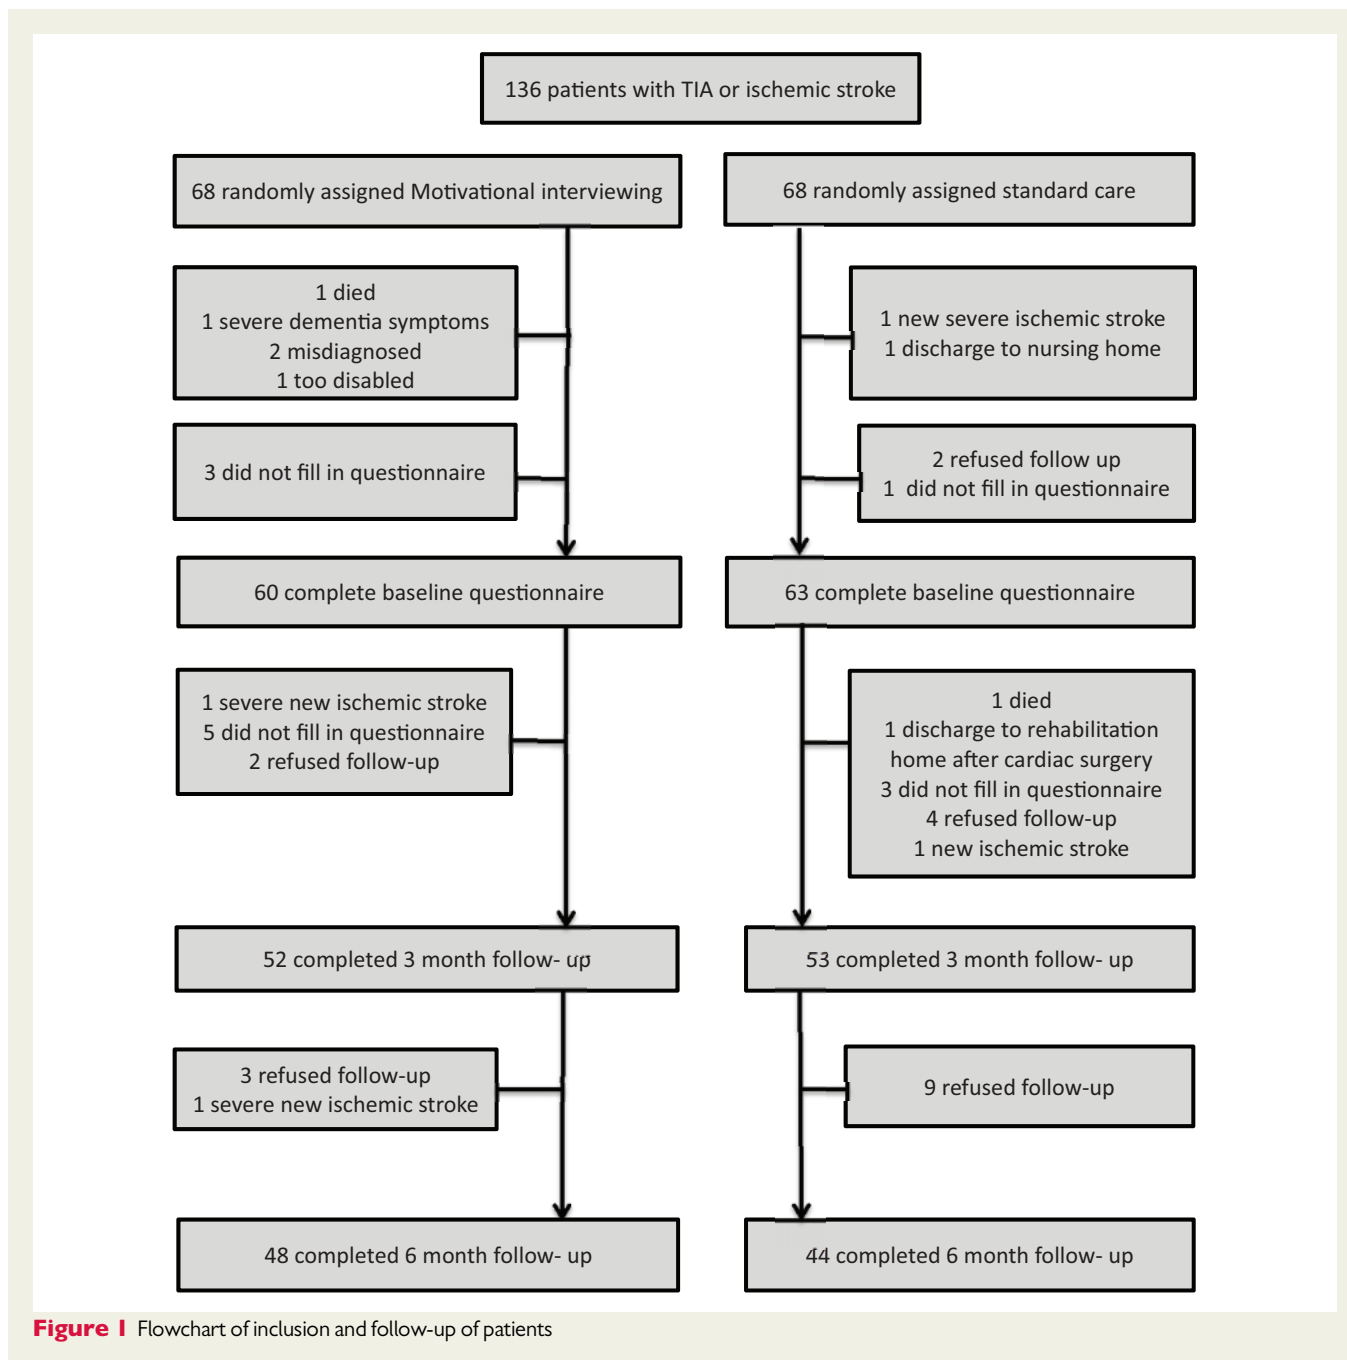 136 patients with TIA or ischemic stroke
68 randomly assigned Motivational interviewing
68 randomly assigned standard care
1 died
1 severe dementia symptoms
2 misdiagnosed
1 too disabled
1 new severe ischemic stroke
1 discharge to nursing home
3 did not fill in questionnaire
2 refused follow up
1 did not fill in questionnaire
60 complete baseline questionnaire
63 complete baseline questionnaire
1 severe new ischemic stroke
5 did not fill in questionnaire
2 refused follow-up
1 died
1 discharge to rehabilitation
home after cardiac surgery
3 did not fill in questionnaire
4 refused follow-up
1 new ischemic stroke
52 completed 3 month follow- up
53 completed 3 month follow- up
3 refused follow-up
1 severe new ischemic stroke
9 refused follow-up
48 completed 6 month follow- up
44 completed 6 month follow- up
Figure 1 Flowchart of inclusion and follow-up of patients